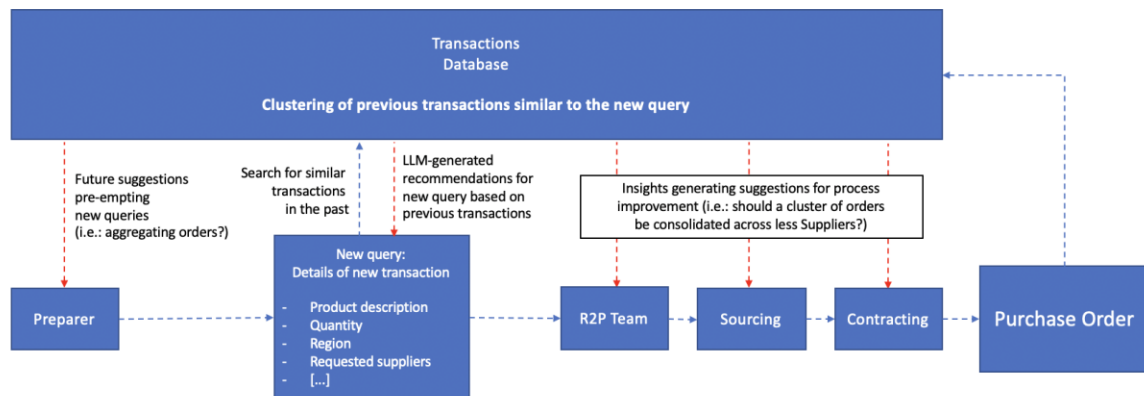 Transactions
Database
Clustering of previous transactions similar to the new query
Future suggestions
pre-empting
new queries
(i.e.: aggregating orders?)
Search for similar
transactions
in the past
LLM-generated
recommendations for
new query based on
previous transactions
Insights generating suggestions for process
improvement (i.e.: should a cluster of orders
be consolidated across less Suppliers?)
Preparer
New query:
Details of new transaction
- Product description
- Quantity
- Region
- Requested suppliers
- [...]
R2P Team
Sourcing
Contracting
Purchase Order